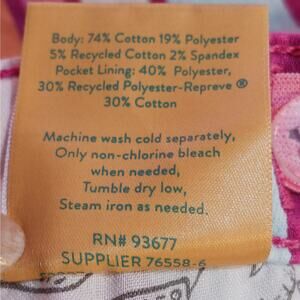 Body: 74% Cotton 19% Polyester
5% Recycled Cotton 2% Spandex
Pocket Lining: 40% Polyester,
30% Recycled Polyester-Repreve ®
30% Cotton
Machine wash cold separately,
Only non-chlorine bleach
when needed,
Tumble dry low,
Steam iron as needed.
RN# 93677
SUPPLIER 76558-6